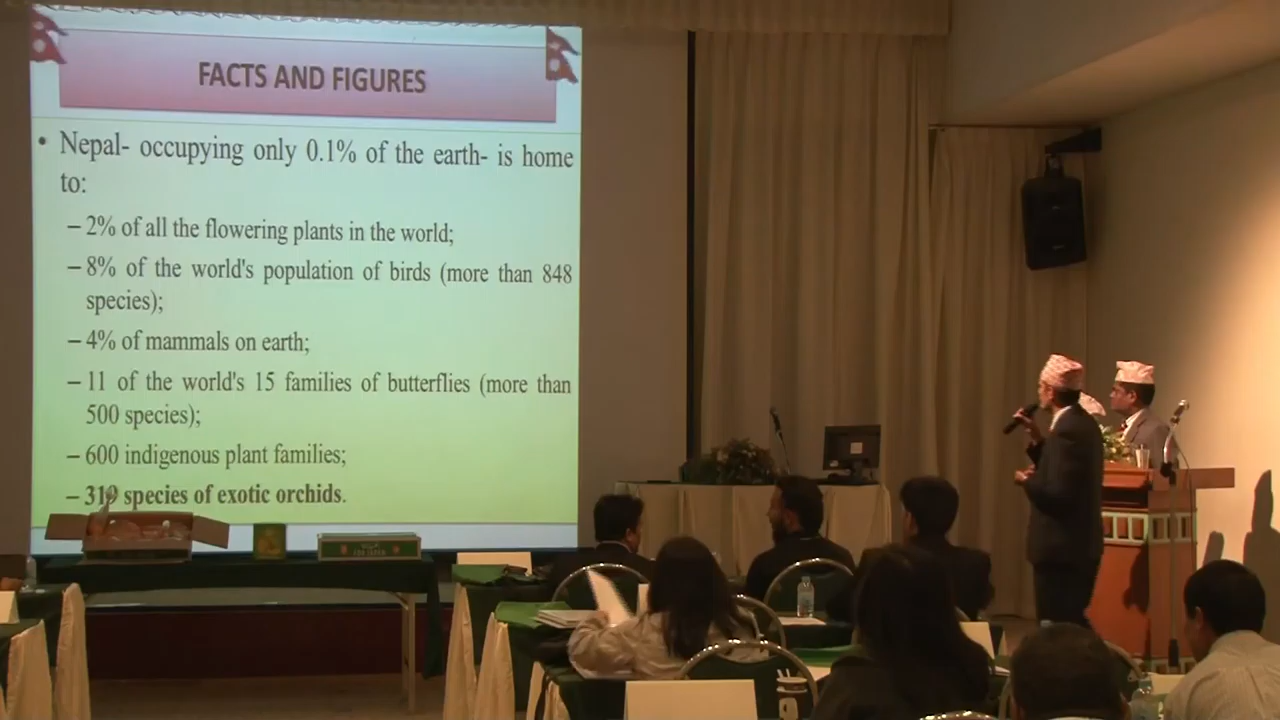 FACTS AND FIGURES
• Nepal- occupying only 0.1% of the earth- is home
to:
– 2% of all the flowering plants in the world;
– 8% of the world's population of birds (more than 848
species);
– 4% of mammals on earth;
– 11 of the world's 15 families of butterflies (more than
500 species);
– 600 indigenous plant families;
– 319 species of exotic orchids.